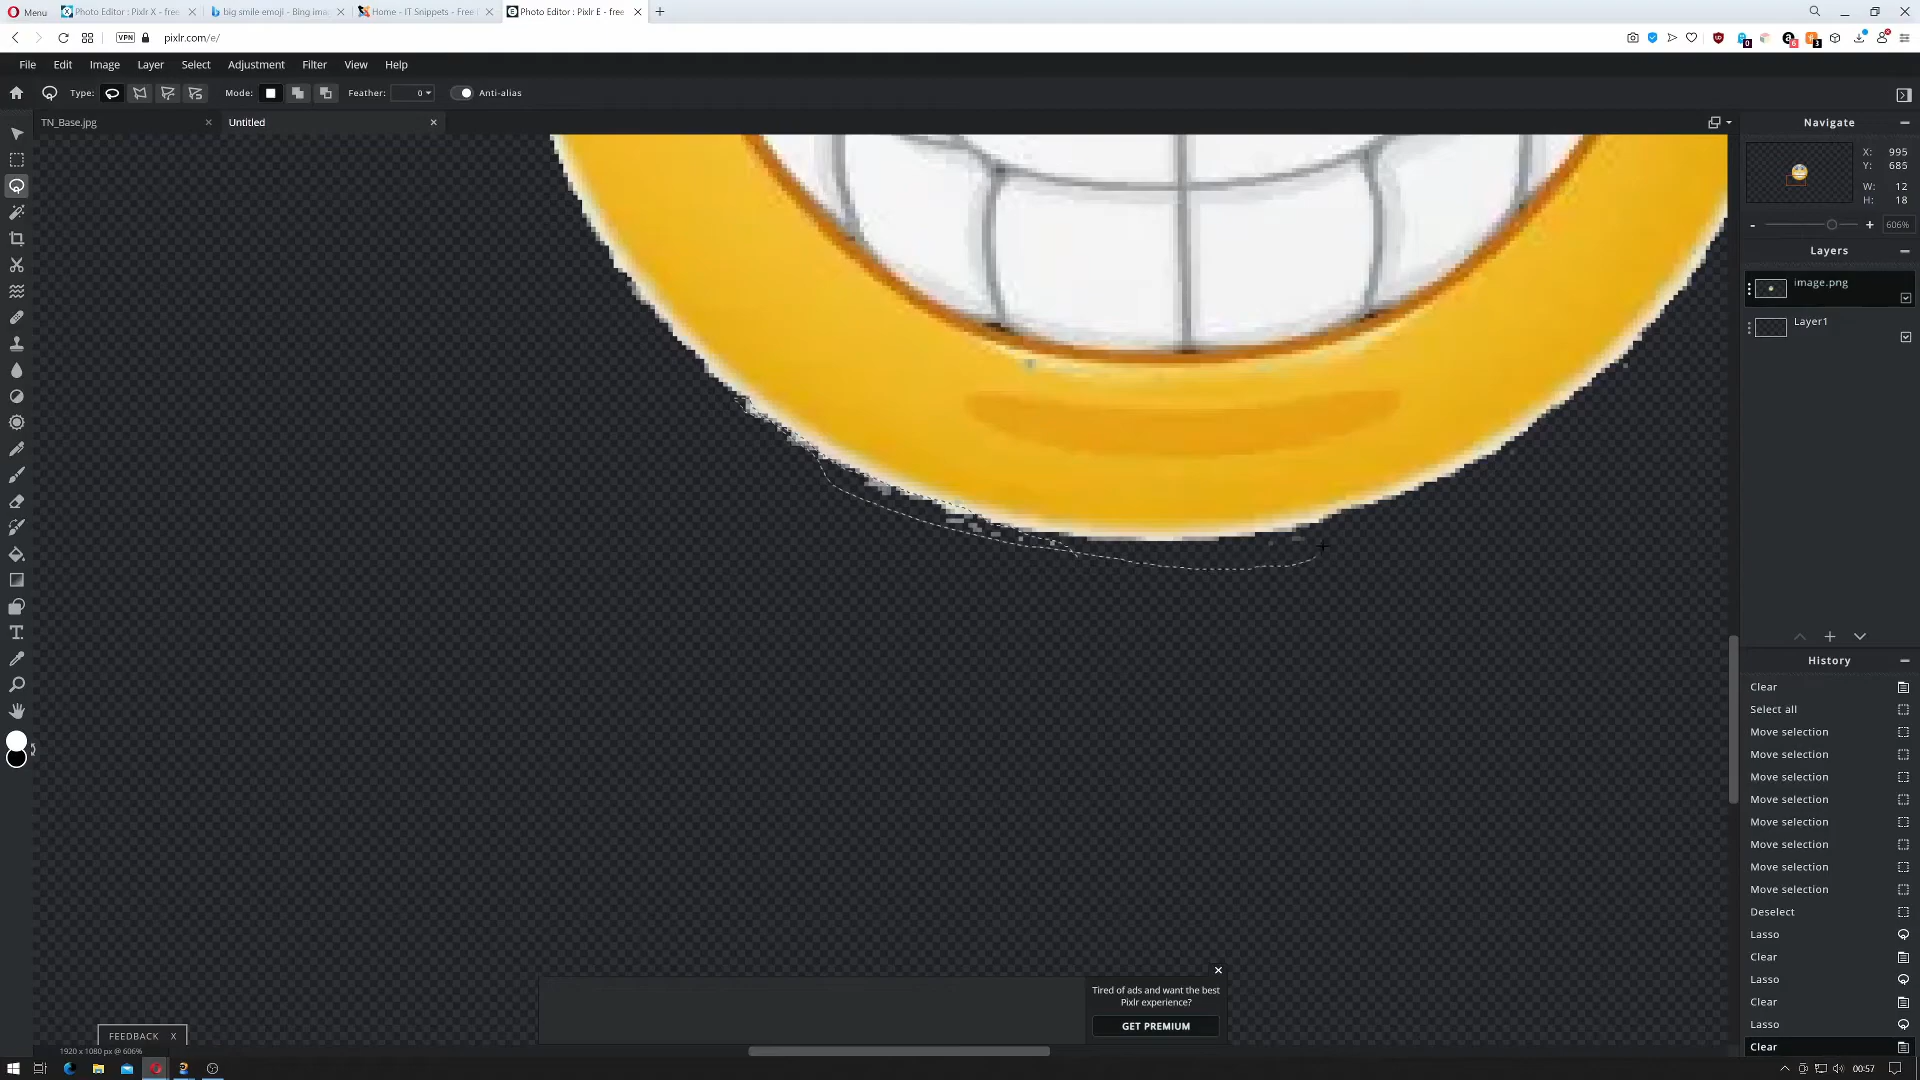 Menu
Photo Editor : Pixlr X - free
big smile emoji - Bing ima
Home - IT Snippets - Free
Photo Editor : Pixlr E - free
VPN
pixlr.com/e/
0
6
3
File Edit Image Layer Select Adjustment Filter View Help
Type: Mode: Feather: 0 Anti-alias
TN_Base.jpg
Untitled
Navigate
X: 995
Y: 685
W: 12
H: 18
606%
Layers
image.png
Layer1
History
Clear
Select all
Move selection
Move selection
Move selection
Move selection
Move selection
Move selection
Move selection
Move selection
Deselect
Lasso
Clear
Lasso
Clear
Lasso
Clear
Tired of ads and want the best
Pixlr experience?
GET PREMIUM
FEEDBACK X
1920 x 1080 px @ 606%
00:57